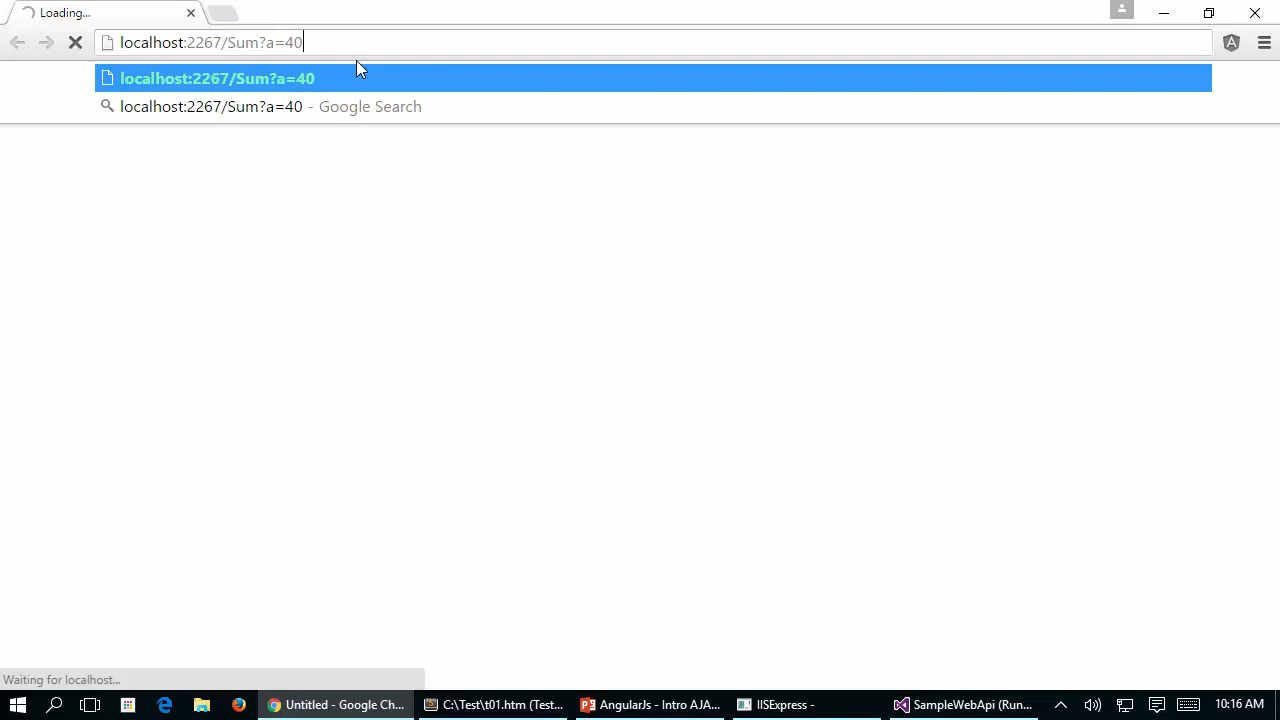 Loading...
localhost:2267/Sum?a=40
localhost:2267/Sum?a=40
localhost:2267/Sum?a=40 - Google Search
Waiting for localhost...
Untitled - Google Ch...
C:\Test\t01.htm (Test...
AngularJs - Intro AJA...
IISExpress -
SampleWebApi (Run...
10:16 AM